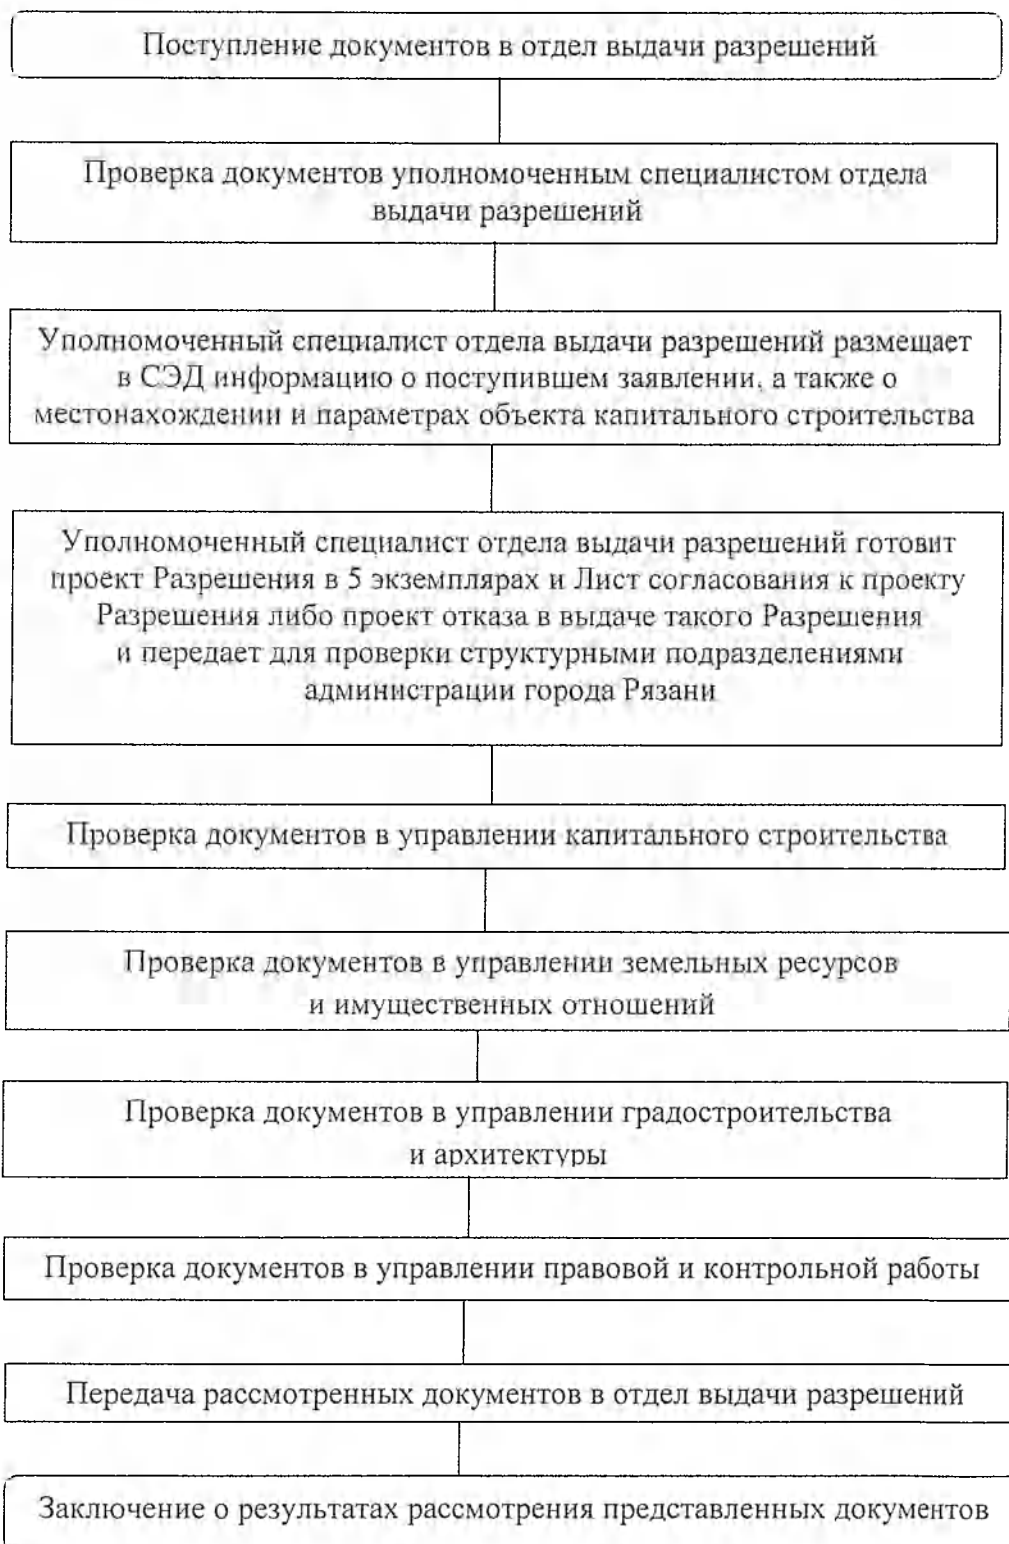 Поступление документов в отдел выдачи разрешений
Проверка документов уполномоченным специалистом отдела
выдачи разрешений
Уполномоченный специалист отдела выдачи разрешений размещает
в СЭД информацию о поступившем заявлении, а также о
местонахождении и параметрах объекта капитального строительства
Уполномоченный специалист отдела выдачи разрешений готовит
проект Разрешения в 5 экземплярах и Лист согласования к проекту
Разрешения либо проект отказа в выдаче такого Разрешения
и передает для проверки структурными подразделениями
администрации города Рязани
Проверка документов в управлении капитального строительства
Проверка документов в управлении земельных ресурсов
и имущественных отношений
Проверка документов в управлении градостроительства
и архитектуры
Проверка документов в управлении правовой и контрольной работы
Передача рассмотренных документов в отдел выдачи разрешений
Заключение о результатах рассмотрения представленных документов